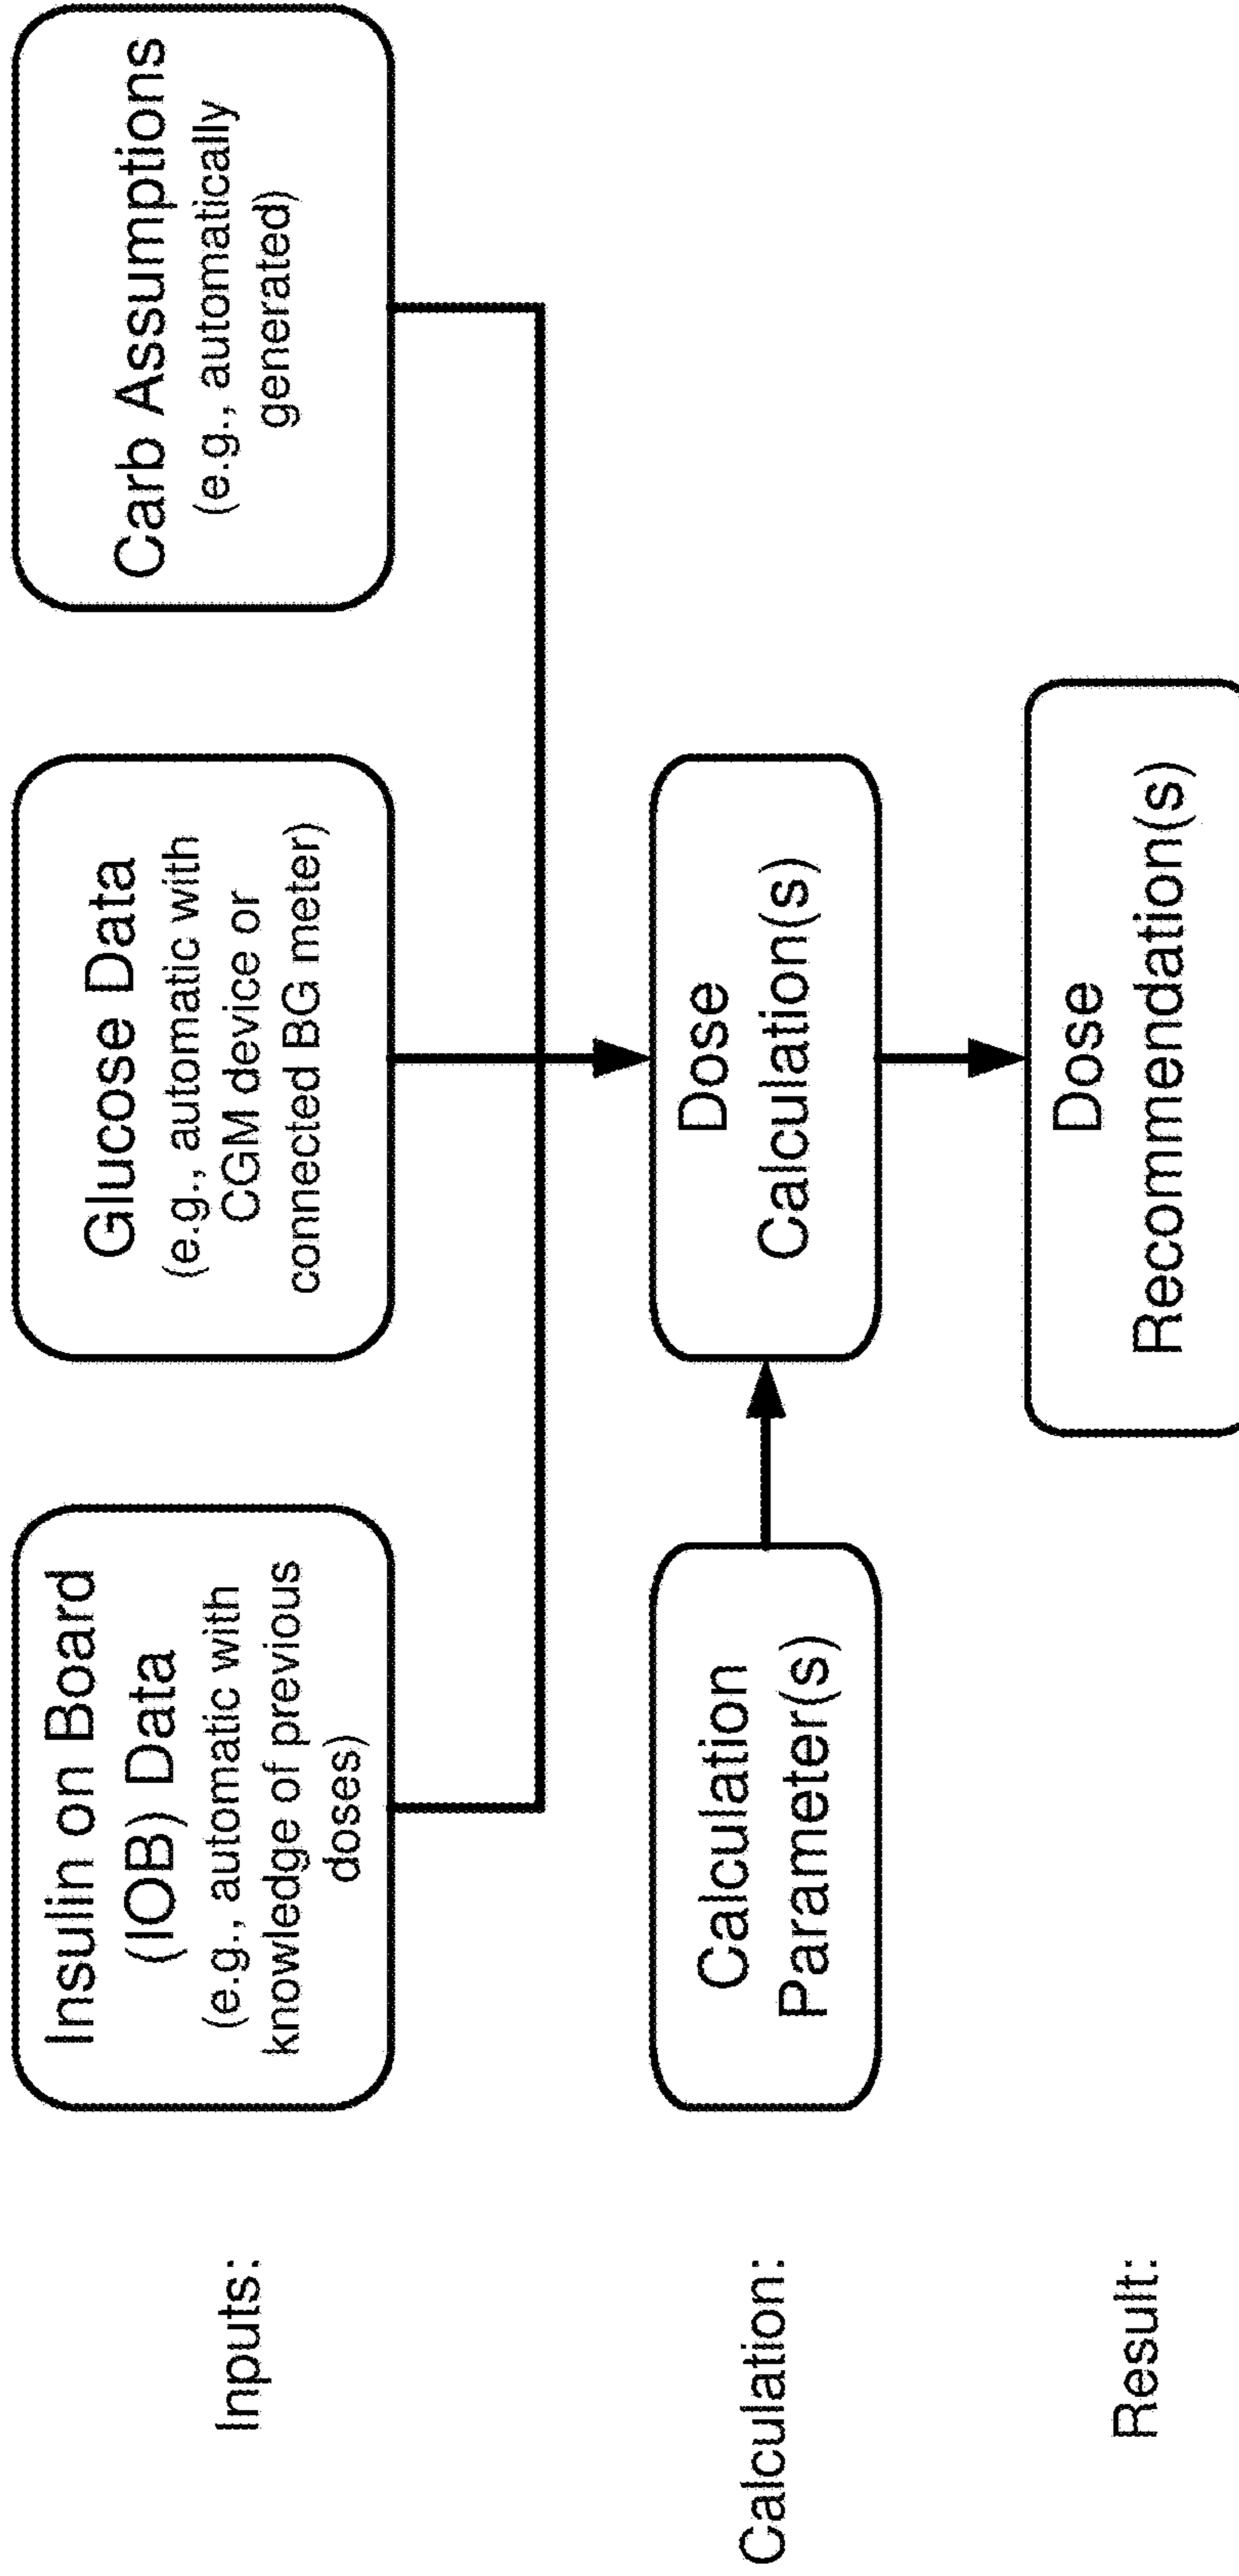 Inputs:
Insulin on Board
(IOB) Data
(e.g., automatic with
knowledge of previous
doses)
Glucose Data
(e.g., automatic with
CGM device or
connected BG meter)
Carb Assumptions
(e.g., automatically
generated)
Calculation:
Calculation
Parameter(s)
Dose
Calculation(s)
Result:
Dose
Recommendation(s)